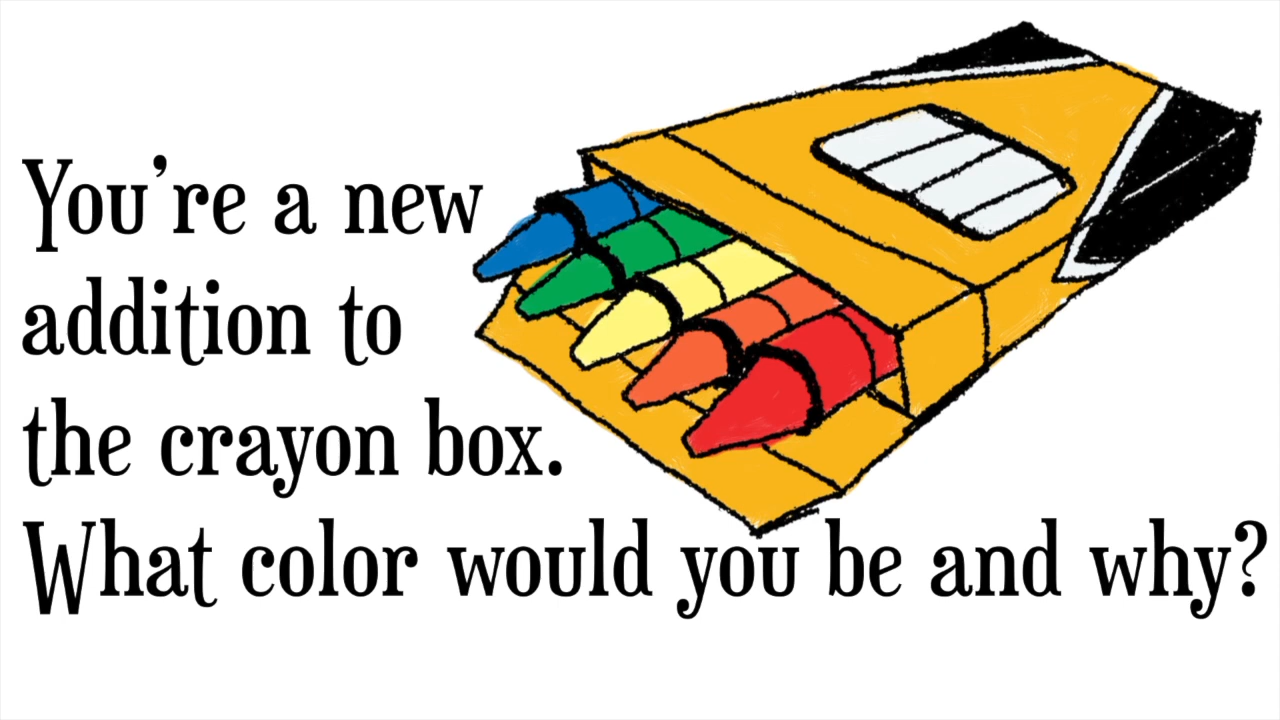 You’re a new
addition to
the crayon box.
What color would you be and why?